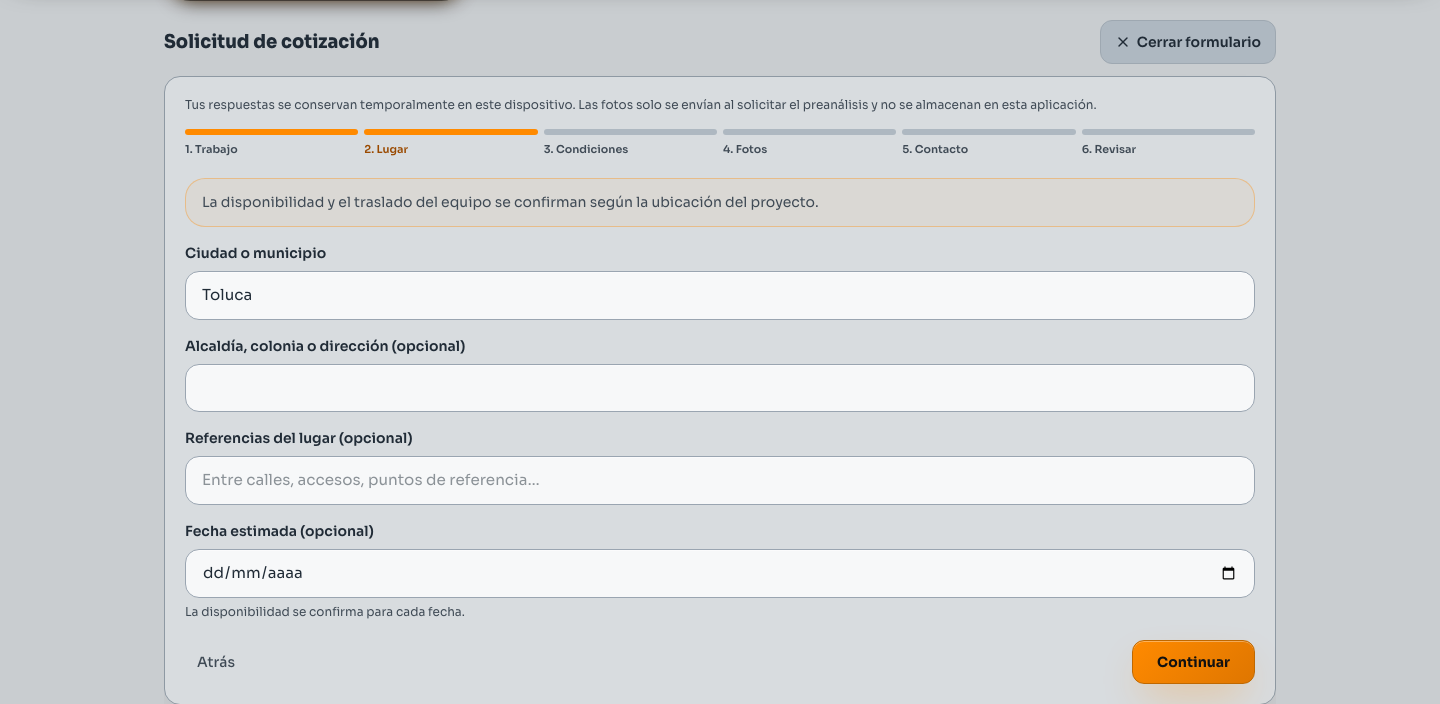 Solicitud de cotización
Cerrar formulario
Tus respuestas se conservan temporalmente en este dispositivo. Las fotos solo se envían al solicitar el preanálisis y no se almacenan en esta aplicación.
1. Trabajo
2. Lugar
3. Condiciones
4. Fotos
5. Contacto
6. Revisar
La disponibilidad y el traslado del equipo se confirman según la ubicación del proyecto.
Ciudad o municipio
Toluca
Alcaldía, colonia o dirección (opcional)
Referencias del lugar (opcional)
Entre calles, accesos, puntos de referencia...
Fecha estimada (opcional)
dd/mm/aaaa
La disponibilidad se confirma para cada fecha.
Atrás
Continuar